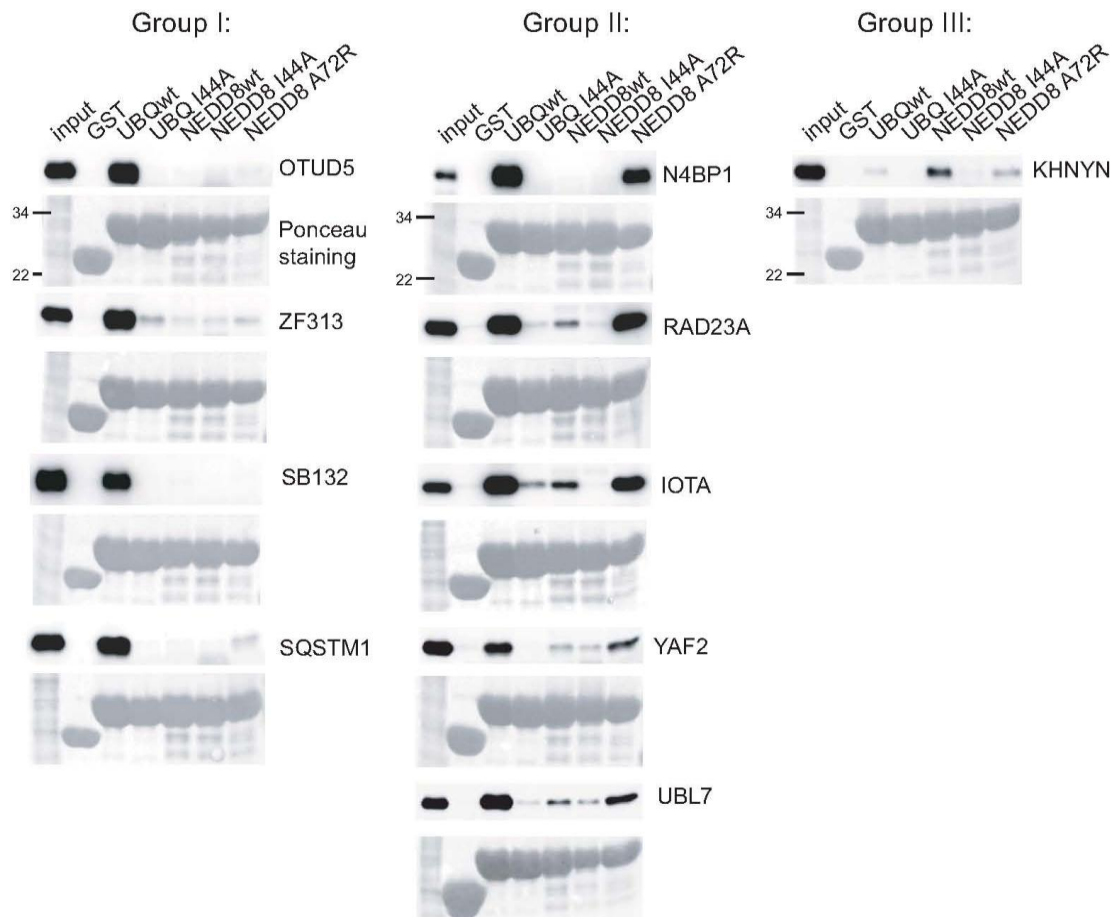 Group I:
input
GST
UBQwt
UBQ I44A
NEDD8wt
NEDD8 I44A
NEDD8 A72R
OTUD5
34
22
Ponceau
staining
ZF313
SB132
SQSTM1
Group II:
input
GST
UBQwt
UBQ I44A
NEDD8wt
NEDD8 I44A
NEDD8 A72R
N4BP1
34
22
RAD23A
IOTA
YAF2
UBL7
Group III:
input
GST
UBQwt
UBQ I44A
NEDD8wt
NEDD8 I44A
NEDD8 A72R
KHNYN
34
22